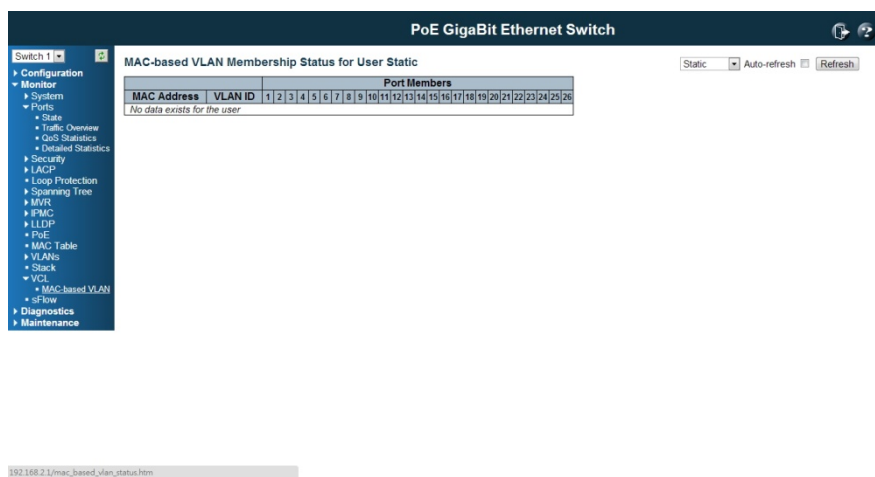 PoE GigaBit Ethernet Switch
Switch 1
Configuration
Monitor
System
Ports
State
Traffic Overview
QoS Statistics
Detailed Statistics
Security
LACP
Loop Protection
Spanning Tree
MVR
IPMC
LLDP
PoE
MAC Table
VLANs
Stack
VCL
MAC-based VLAN
sFlow
Diagnostics
Maintenance
MAC-based VLAN Membership Status for User Static
Static Auto-refresh Refresh
Port Members
MAC Address VLAN ID 1 2 3 4 5 6 7 8 9 10 11 12 13 14 15 16 17 18 19 20 21 22 23 24 25 26
No data exists for the user
192.168.2.1/mac_based_vlan_status.htm